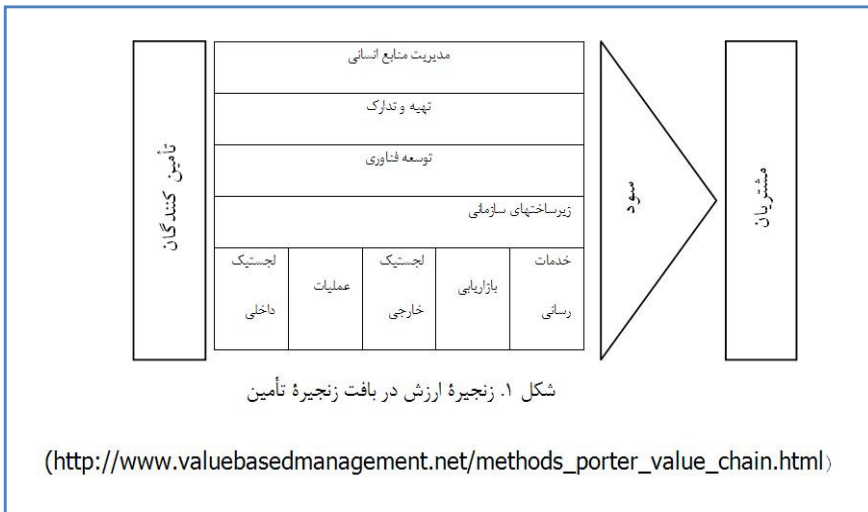 تأمین کنندگان
مدیریت منابع انسانی
تهیه و تدارک
توسعه فناوری
زیرساختهای سازمانی
لجستیک
داخلی
عملیات
لجستیک
خارجی
بازاریابی
خدمات
رسانی
سود
مشتریان
شکل ۱. زنجیرهٔ ارزش در بافت زنجیرهٔ تأمین
(http://www.valuebasedmanagement.net/methods_porter_value_chain.html)